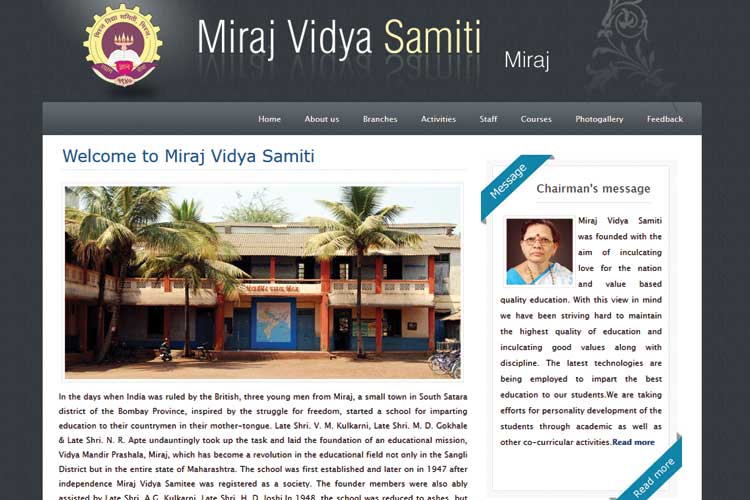 Miraj Vidya Samiti
Miraj
Home About us Branches Activities Staff Courses Photogallery Feedback
Welcome to Miraj Vidya Samiti
In the days when India was ruled by the British, three young men from Miraj, a small town in South Satara
district of the Bombay Province, inspired by the struggle for freedom, started a school for imparting
education to their countrymen in their mother-tongue. Late Shri. V. M. Kulkarni, Late Shri. M. D. Gokhale
& Late Shri. N. R. Apte undauntingly took up the task and laid the foundation of an educational mission,
Vidya Mandir Prashala, Miraj, which has become a revolution in the educational field not only in the Sangli
District but in the entire state of Maharashtra. The school was first established and later on in 1947 after
independence Miraj Vidya Samitee was registered as a society. The founder members were also ably
assisted by Late Shri. A.G. Kulkarni, Late Shri. H. D. Joshi.In 1948, the school was reduced to ashes, but
Message
Chairman's message
Miraj Vidya Samiti
was founded with the
aim of inculcating
love for the nation
and value based
quality education. With this view in mind
we have been striving hard to maintain
the highest quality of education and
inculcating good values along with
discipline. The latest technologies are
being employed to impart the best
education to our students.We are taking
efforts for personality development of the
students through academic as well as
other co-curricular activities.Read more
Read more